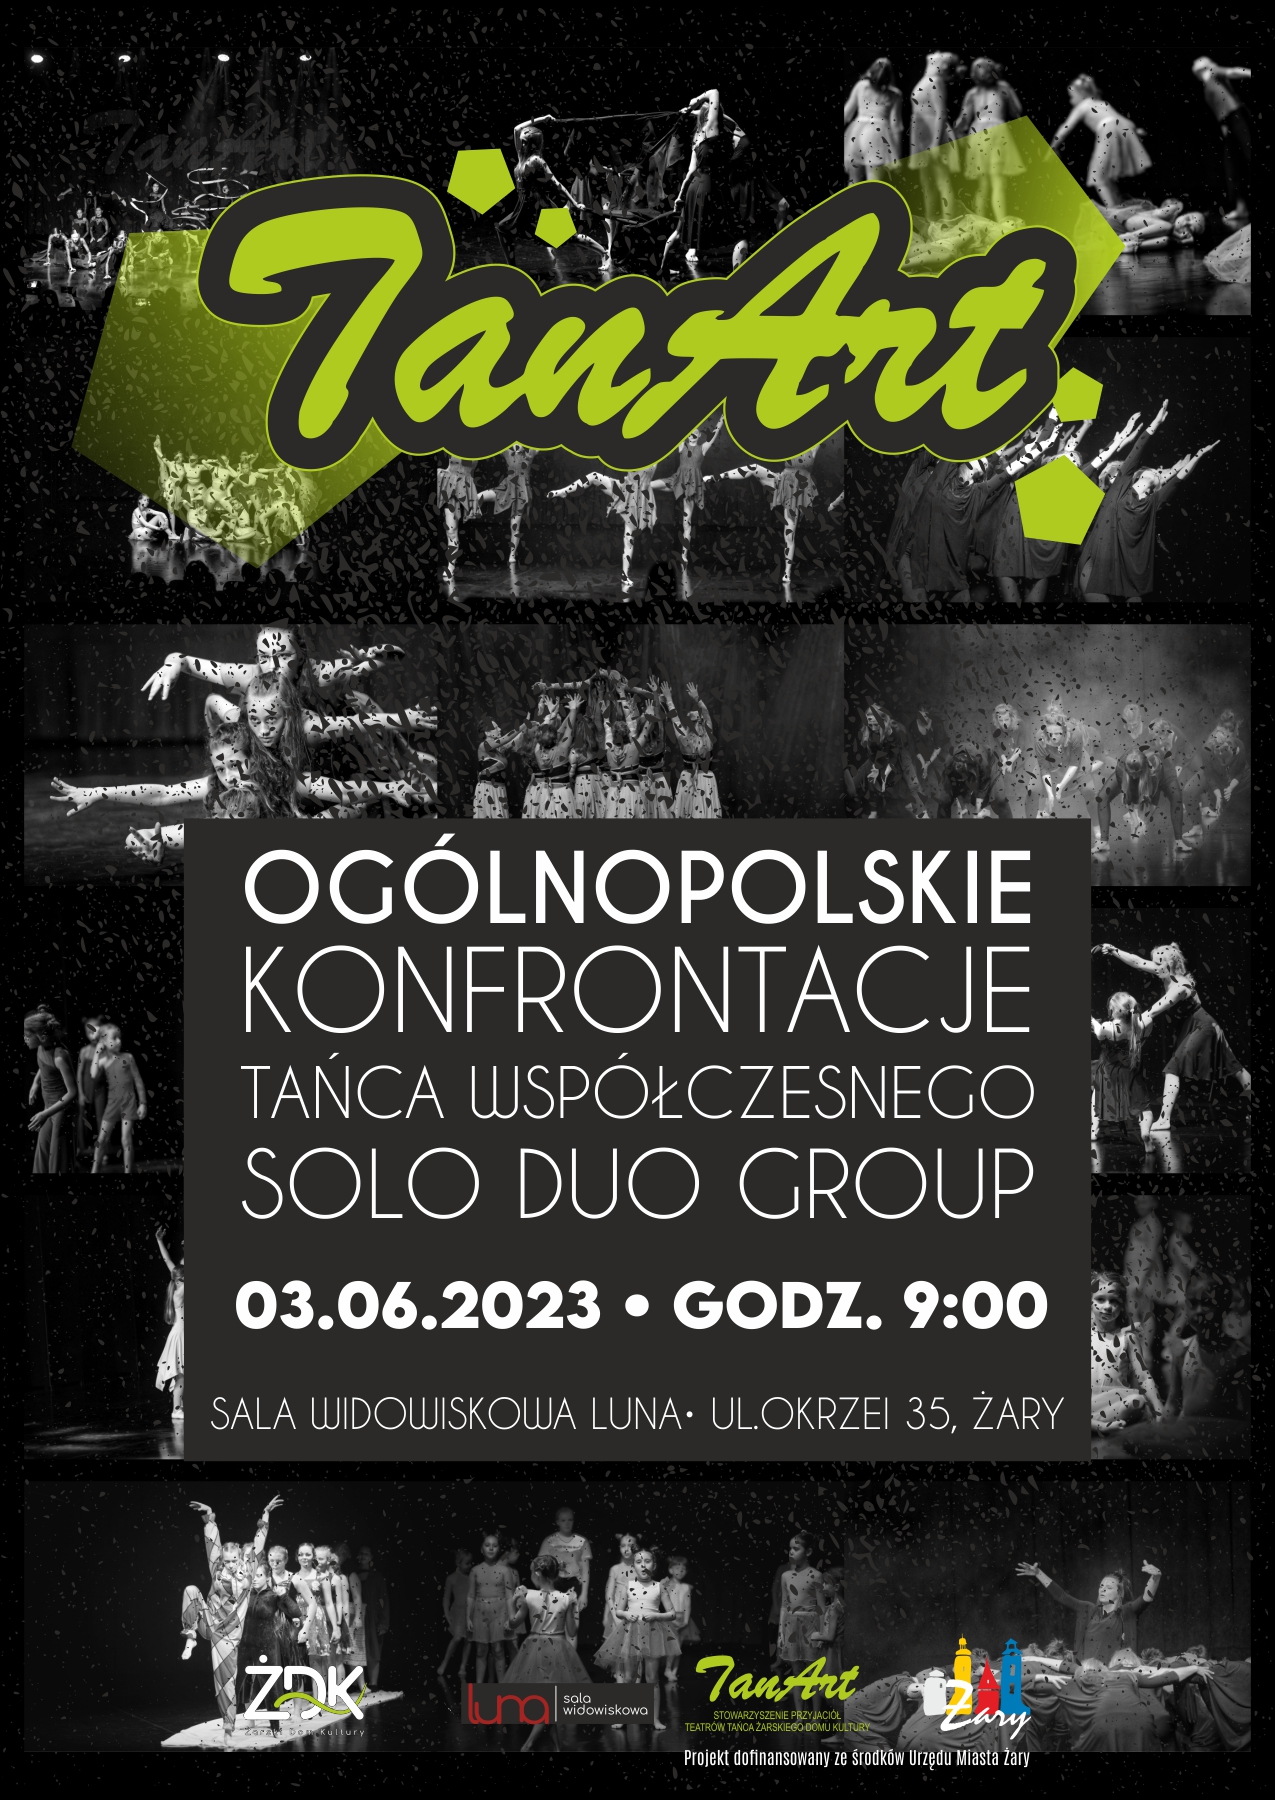 TanArt
OGÓLNOPOLSKIE
KONFRONTACJE
TAŃCA WSPÓŁCZESNEGO
SOLO DUO GROUP
03.06.2023 • GODZ. 9:00
SALA WIDOWISKOWA LUNA• UL.OKRZEI 35, ŻARY
ŻDK
Żarski Dom Kultury
luna
sala
widowiskowa
TanArt
STOWARZYSZENIE PRZYJACIÓŁ
TEATRÓW TAŃCA ŻARSKIEGO DOMU KULTURY
Żary
Projekt dofinansowany ze środków Urzędu Miasta Żary